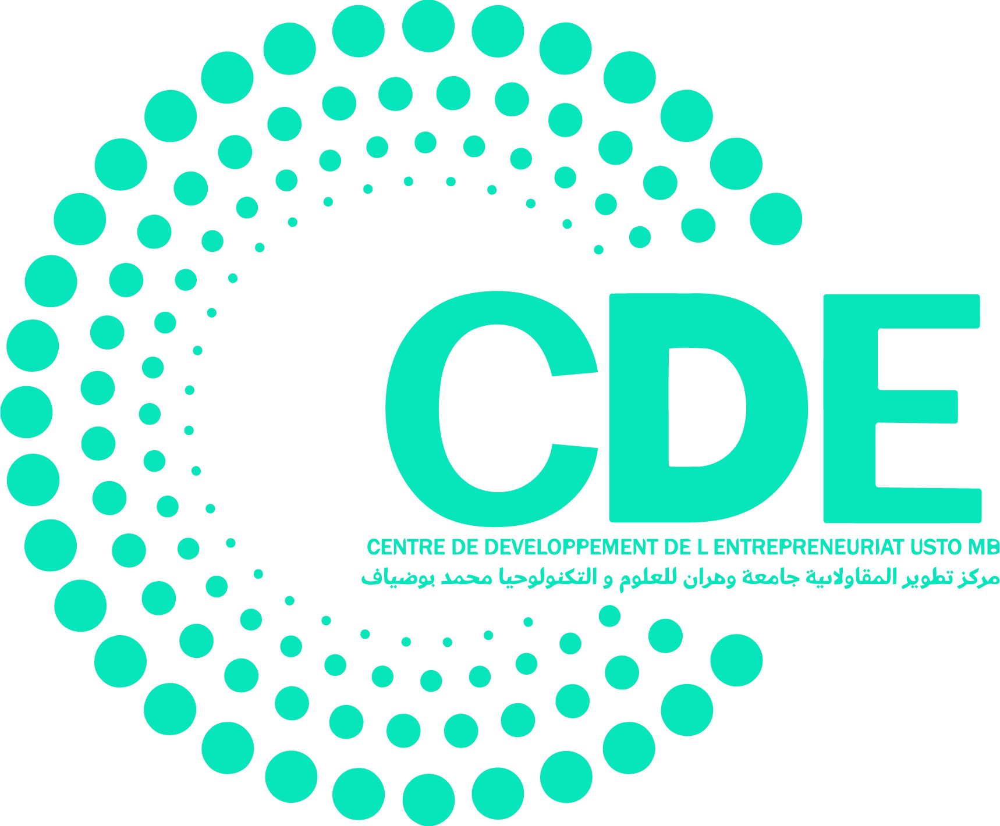 CDE
CENTRE DE DEVELOPPEMENT DE L ENTREPRENEURIAT USTO MB
مركز تطوير المقاولاتية جامعة وهران للعلوم و التكنولوجيا محمد بوضياف